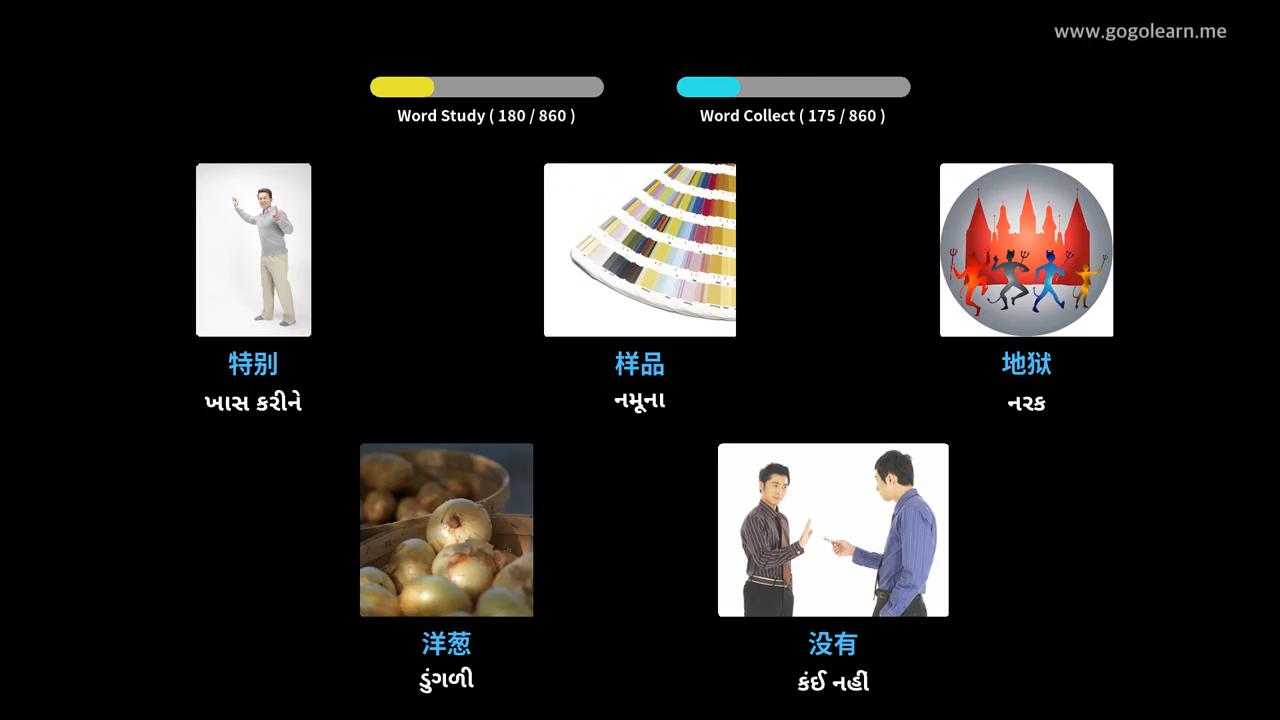 www.gogolearn.me
Word Study ( 180 / 860 )
Word Collect ( 175 / 860 )
特别
ખાસ કરીને
样品
નમૂના
地狱
નરક
洋葱
ડુંગળી
没有
કંઈ નહીં